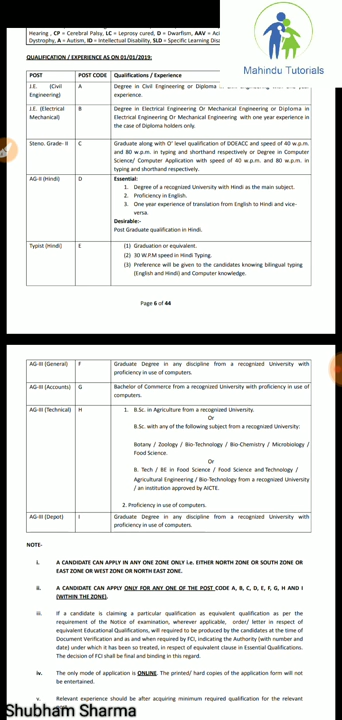 Hearing , CP = Cerebral Palsy, LC = Leprosy cured, D = Dwarfism, AAV =
Dystrophy, A = Autism, ID = Intellectual Disability, SLD = Specific Learning
Mahindu Tutorials
QUALIFICATION / EXPERIENCE AS ON 01/01/2019:
POST POST CODE Qualifications / Experience
J.E. (Civil Engineering) A Degree in Civil Engineering or Diploma
experience.
J.E. (Electrical Mechanical) B Degree in Electrical Engineering Or Mechanical Engineering or Diploma in
Electrical Engineering Or Mechanical Engineering with one year experience in
the case of Diploma holders only.
Steno. Grade- II C Graduate along with O' level qualification of DOEACC and speed of 40 w.p.m.
and 80 w.p.m. in typing and shorthand respectively or Degree in Computer
Science/ Computer Application with speed of 40 w.p.m. and 80 w.p.m. in
typing and shorthand respectively.
AG-II (Hindi) D Essential:
1. Degree of a recognized University with Hindi as the main subject.
2. Proficiency in English.
3. One year experience of translation from English to Hindi and vice-
versa.
Desirable:-
Post Graduate qualification in Hindi.
Typist (Hindi) E (1) Graduation or equivalent.
(2) 30 W.P.M speed in Hindi Typing.
(3) Preference will be given to the candidates knowing bilingual typing
(English and Hindi) and Computer knowledge.
Page 6 of 44
AG-III (General) F Graduate Degree in any discipline from a recognized University with
proficiency in use of computers.
AG-III (Accounts) G Bachelor of Commerce from a recognized University with proficiency in use of
computers.
AG-III (Technical) H 1. B.Sc. in Agriculture from a recognized University.
Or
B.Sc. with any of the following subject from a recognized University:
Botany / Zoology / Bio-Technology / Bio-Chemistry / Microbiology /
Food Science.
Or
B. Tech / BE in Food Science / Food Science and Technology /
Agricultural Engineering / Bio-Technology from a recognized University
/ an institution approved by AICTE.
2. Proficiency in use of computers.
AG-III (Depot) I Graduate Degree in any discipline from a recognized University with
proficiency in use of computers.
NOTE-
i. A CANDIDATE CAN APPLY IN ANY ONE ZONE ONLY i.e. EITHER NORTH ZONE OR SOUTH ZONE OR
EAST ZONE OR WEST ZONE OR NORTH EAST ZONE.
ii. A CANDIDATE CAN APPLY ONLY FOR ANY ONE OF THE POST CODE A, B, C, D, E, F, G, H AND I
(WITHIN THE ZONE).
iii. If a candidate is claiming a particular qualification as equivalent qualification as per the
requirement of the Notice of examination, wherever applicable, order/ letter in respect of
equivalent Educational Qualifications, will required to be produced by the candidates at the time of
Document Verification and as and when required by FCI, indicating the Authority (with number and
date) under which it has been so treated, in respect of equivalent clause in Essential Qualifications.
The decision of FCI shall be final and binding in this regard.
iv. The only mode of application is ONLINE. The printed/ hard copies of the application form will not
be entertained.
v. Relevant experience should be after acquiring minimum required qualification for the relevant
Shubham Sharma